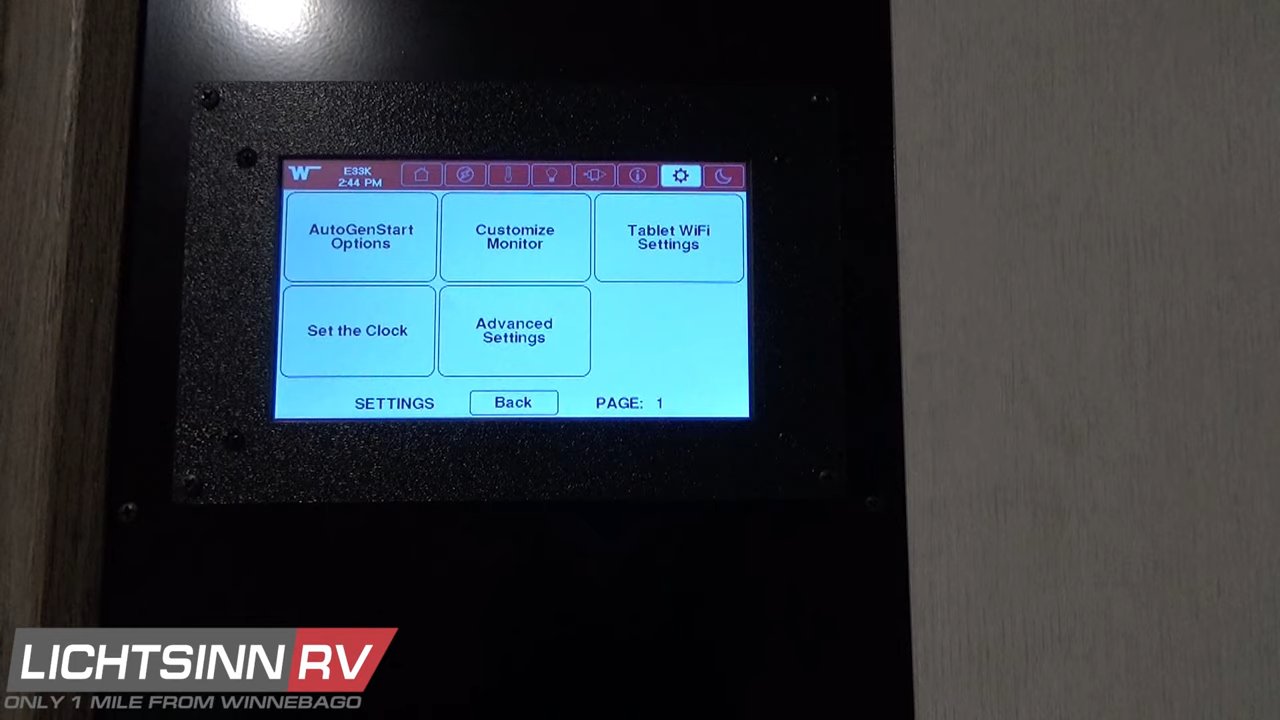 W
E33K
2:44 PM
AutoGenStart
Options
Customize
Monitor
Tablet WiFi
Settings
Set the Clock
Advanced
Settings
SETTINGS
Back
PAGE: 1
LICHTSINN RV
ONLY 1 MILE FROM WINNEBAGO